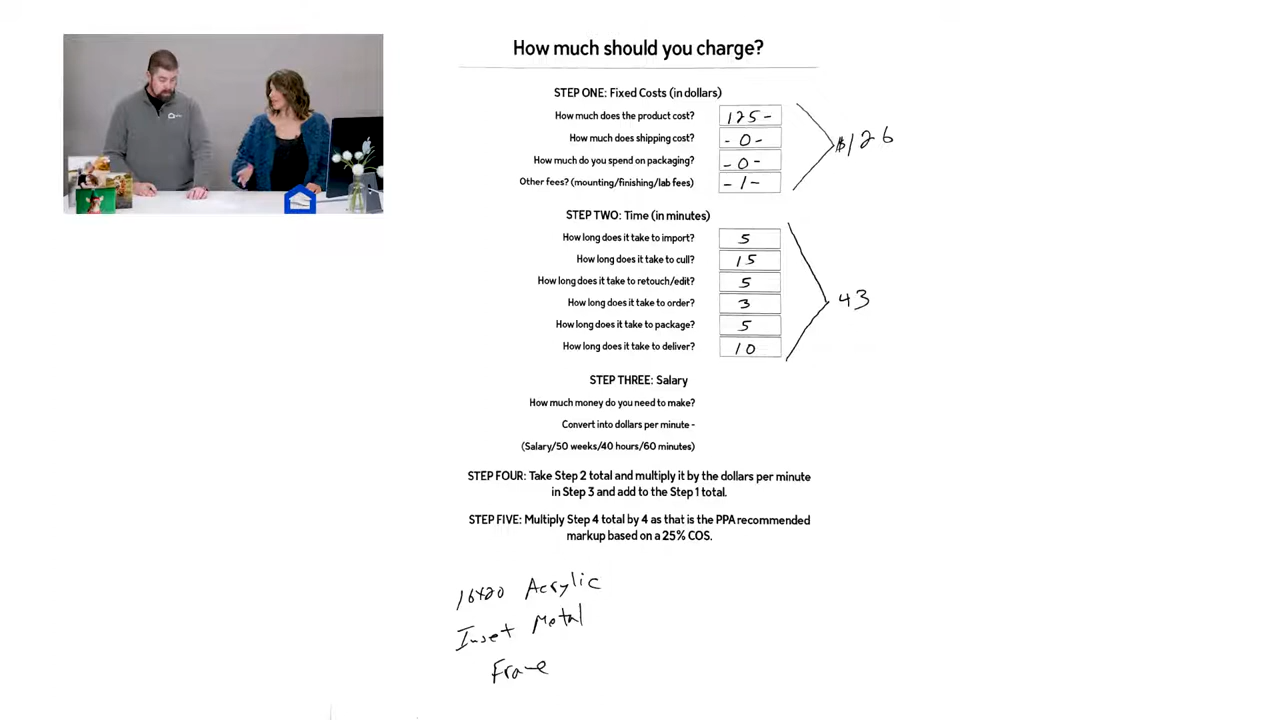 How much should you charge?
STEP ONE: Fixed Costs (in dollars)
How much does the product cost? 125-
How much does shipping cost? -0-
How much do you spend on packaging? -0-
Other fees? (mounting/finishing/lab fees) -1-
$126
STEP TWO: Time (in minutes)
How long does it take to import? 5
How long does it take to cull? 15
How long does it take to retouch/edit? 5
How long does it take to order? 3
How long does it take to package? 5
How long does it take to deliver? 10
43
STEP THREE: Salary
How much money do you need to make?
Convert into dollars per minute -
(Salary/50 weeks/40 hours/60 minutes)
STEP FOUR: Take Step 2 total and multiply it by the dollars per minute
in Step 3 and add to the Step 1 total.
STEP FIVE: Multiply Step 4 total by 4 as that is the PPA recommended
markup based on a 25% COS.
16x20 Acrylic
Inset Metal
Frame